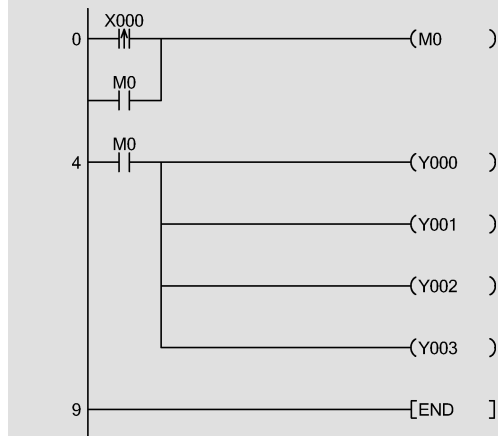 X000
0 (M0 )
M0
M0
4 (Y000 )
(Y001 )
(Y002 )
(Y003 )
9 [END ]